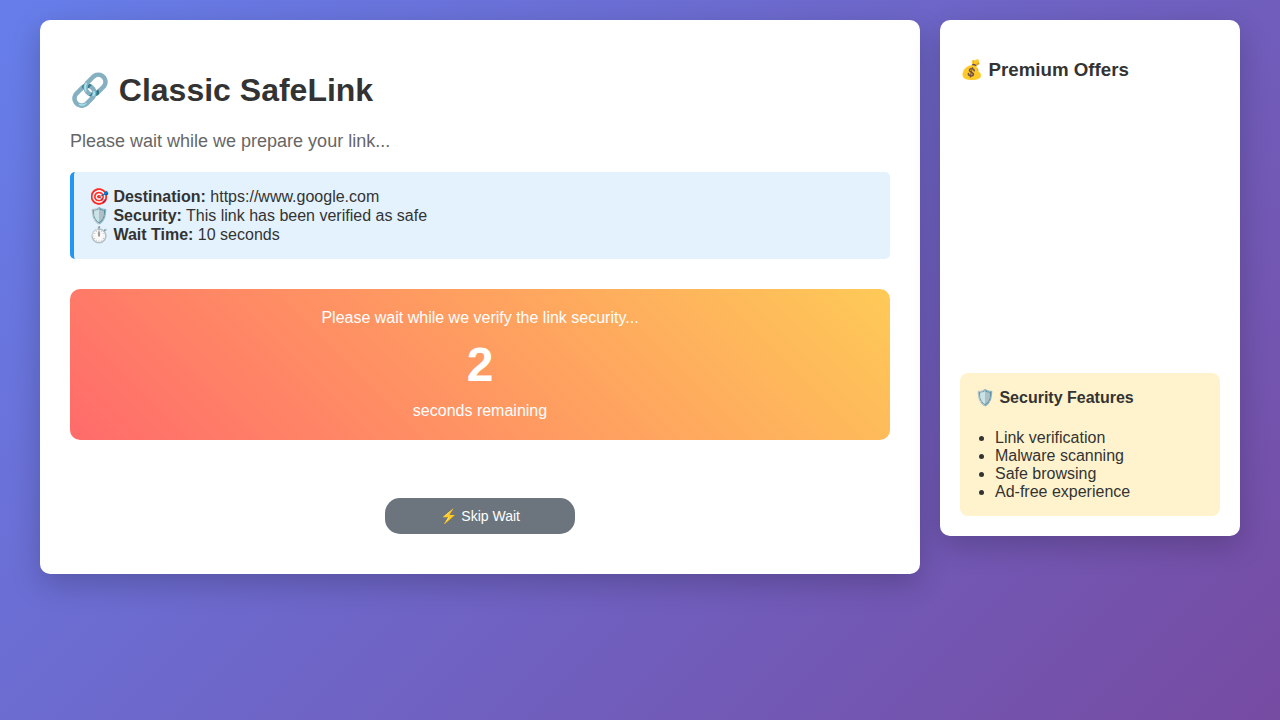 🔗 Classic SafeLink
Please wait while we prepare your link...
🎯 Destination: https://www.google.com
🛡️ Security: This link has been verified as safe
⏱️ Wait Time: 10 seconds
Please wait while we verify the link security...
2
seconds remaining
⚡ Skip Wait
💰 Premium Offers
🛡️ Security Features
• Link verification
• Malware scanning
• Safe browsing
• Ad-free experience